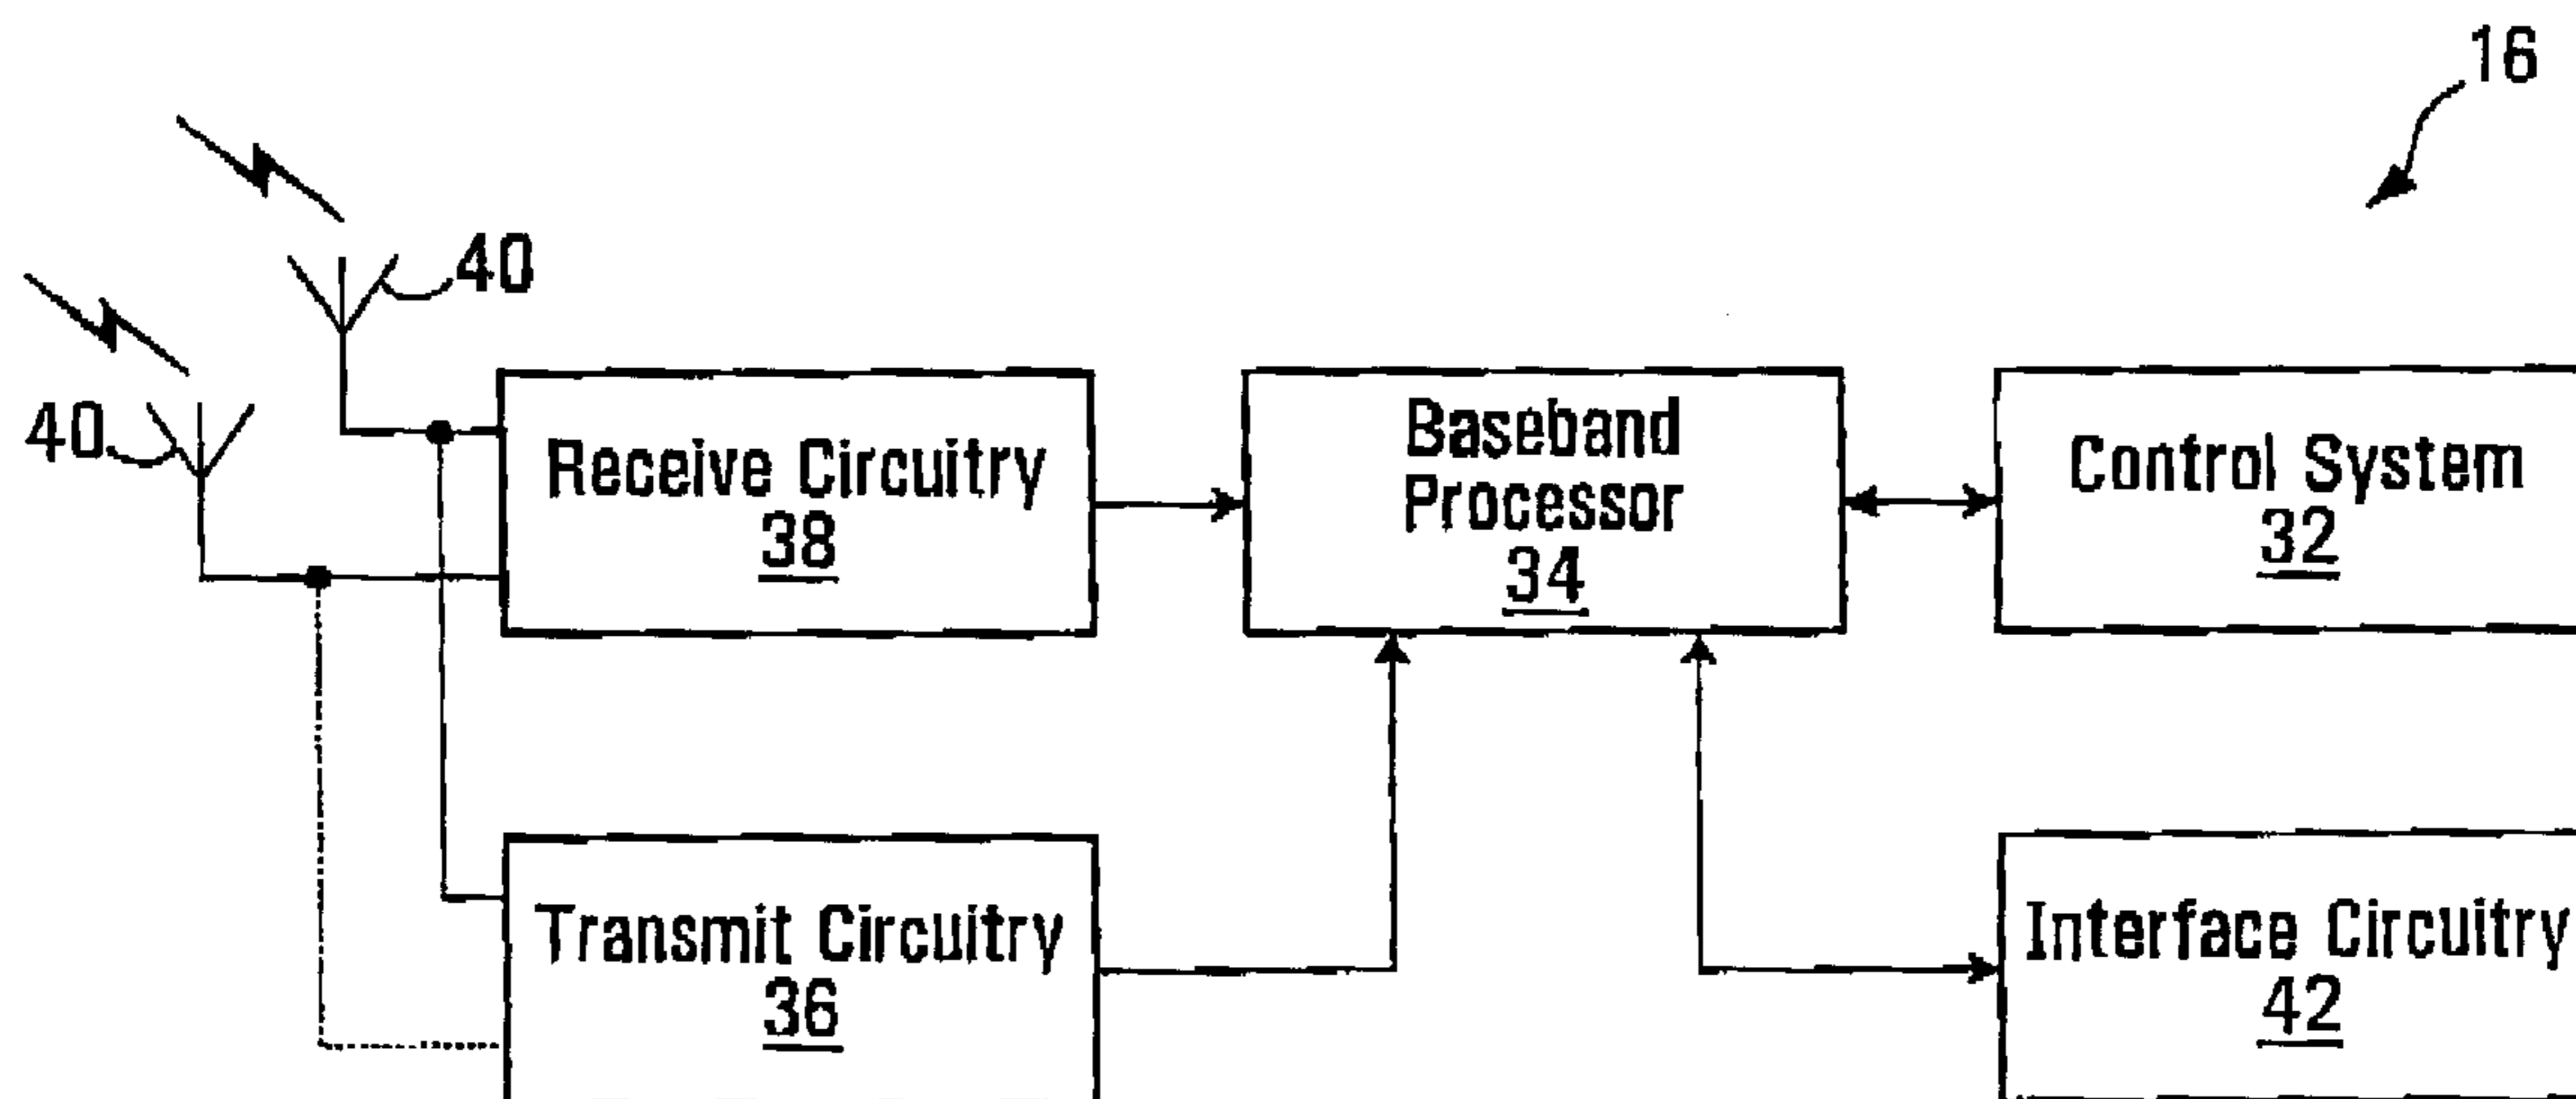 16
40
40
Receive Circuitry
38
Baseband
Processor
34
Control System
32
Transmit Circuitry
36
Interface Circuitry
42